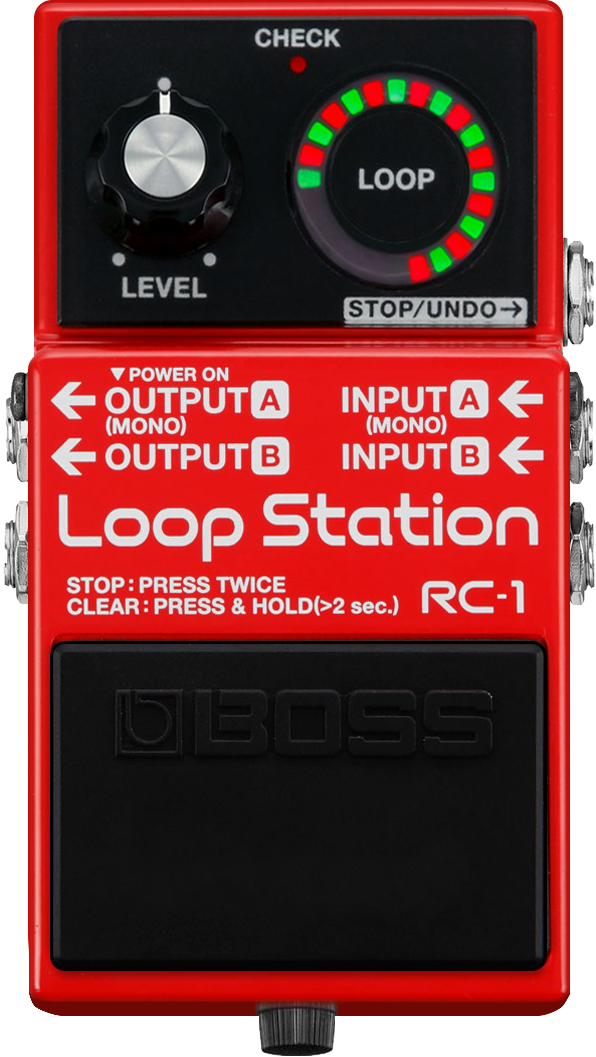 CHECK
LOOP
LEVEL
STOP/UNDO→
▼POWER ON
←OUTPUT A
(MONO)
←OUTPUT B
INPUT A←
(MONO)
INPUT B←
Loop Station
STOP:PRESS TWICE
CLEAR:PRESS & HOLD(>2 sec.)
RC-1
BOSS